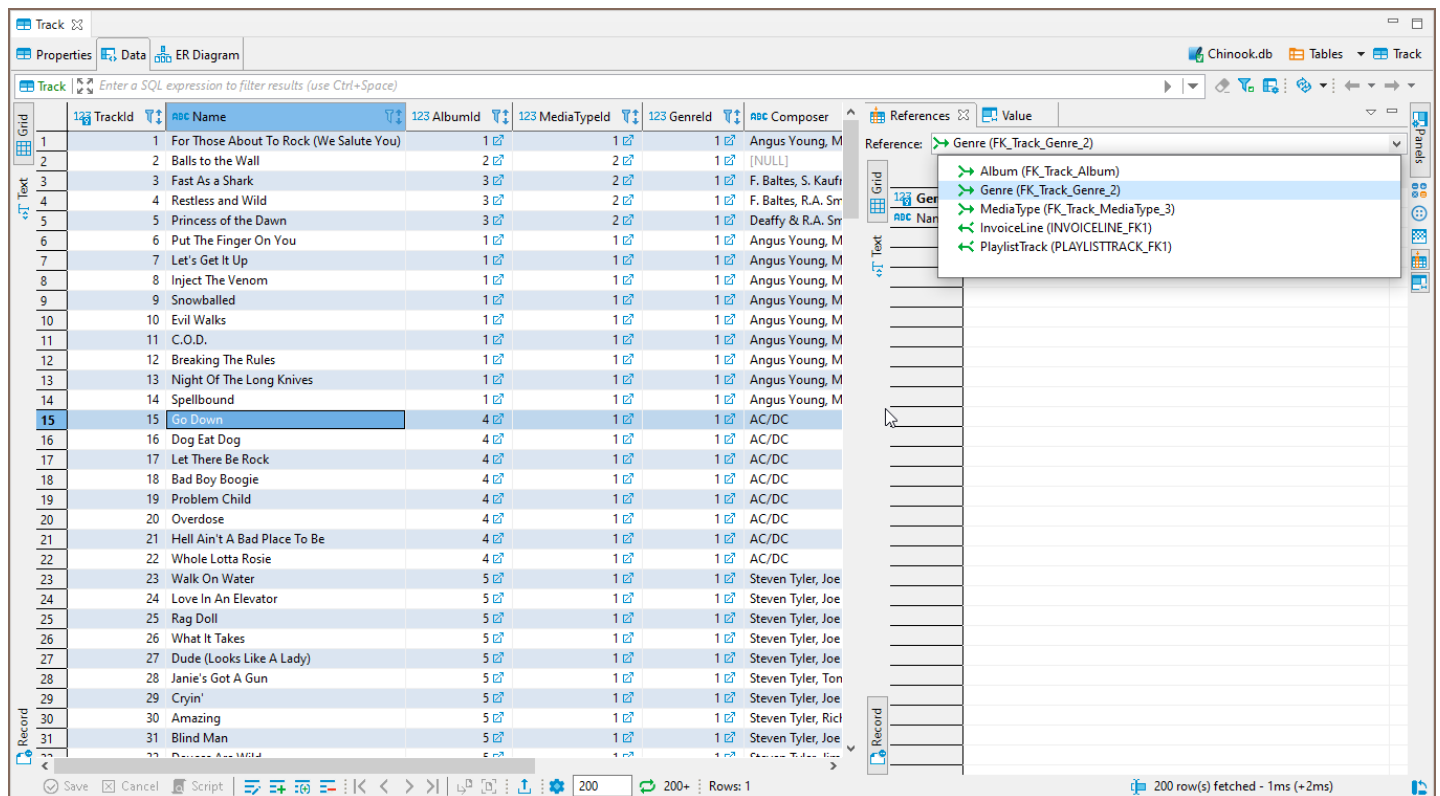 Track
Properties Data ER Diagram Chinook.db Tables Track
Track Enter a SQL expression to filter results (use Ctrl+Space)
Grid
Text
Record
123 TrackId ABC Name 123 AlbumId 123 MediaTypeId 123 GenreId ABC Composer
1 1 For Those About To Rock (We Salute You) 1 1 1 Angus Young, M
2 2 Balls to the Wall 2 2 1 [NULL]
3 3 Fast As a Shark 3 2 1 F. Baltes, S. Kaufr
4 4 Restless and Wild 3 2 1 F. Baltes, R.A. Sm
5 5 Princess of the Dawn 3 2 1 Deaffy & R.A. Sm
6 6 Put The Finger On You 1 1 1 Angus Young, M
7 7 Let's Get It Up 1 1 1 Angus Young, M
8 8 Inject The Venom 1 1 1 Angus Young, M
9 9 Snowballed 1 1 1 Angus Young, M
10 10 Evil Walks 1 1 1 Angus Young, M
11 11 C.O.D. 1 1 1 Angus Young, M
12 12 Breaking The Rules 1 1 1 Angus Young, M
13 13 Night Of The Long Knives 1 1 1 Angus Young, M
14 14 Spellbound 1 1 1 Angus Young, M
15 15 Go Down 4 1 1 AC/DC
16 16 Dog Eat Dog 4 1 1 AC/DC
17 17 Let There Be Rock 4 1 1 AC/DC
18 18 Bad Boy Boogie 4 1 1 AC/DC
19 19 Problem Child 4 1 1 AC/DC
20 20 Overdose 4 1 1 AC/DC
21 21 Hell Ain't A Bad Place To Be 4 1 1 AC/DC
22 22 Whole Lotta Rosie 4 1 1 AC/DC
23 23 Walk On Water 5 1 1 Steven Tyler, Joe
24 24 Love In An Elevator 5 1 1 Steven Tyler, Joe
25 25 Rag Doll 5 1 1 Steven Tyler, Joe
26 26 What It Takes 5 1 1 Steven Tyler, Joe
27 27 Dude (Looks Like A Lady) 5 1 1 Steven Tyler, Joe
28 28 Janie's Got A Gun 5 1 1 Steven Tyler, Ton
29 29 Cryin' 5 1 1 Steven Tyler, Joe
30 30 Amazing 5 1 1 Steven Tyler, Rich
31 31 Blind Man 5 1 1 Steven Tyler, Joe
References Value
Reference: Genre (FK_Track_Genre_2)
Album (FK_Track_Album)
Genre (FK_Track_Genre_2)
MediaType (FK_Track_MediaType_3)
InvoiceLine (INVOICELINE_FK1)
PlaylistTrack (PLAYLISTTRACK_FK1)
Grid
Text
Record
123 Ger
ABC Nan
Panels
Save Cancel Script 200 200+ Rows: 1 200 row(s) fetched - 1ms (+2ms)